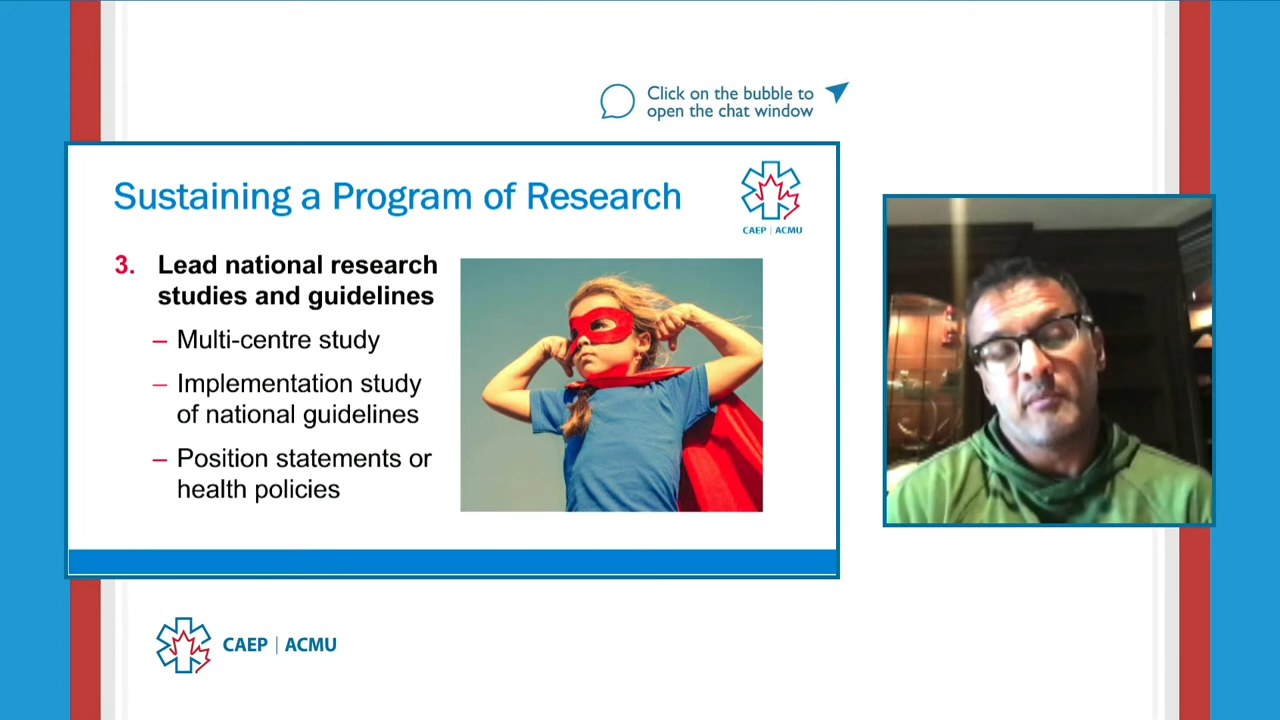 Click on the bubble to
open the chat window
Sustaining a Program of Research
CAEP | ACMU
3. Lead national research
studies and guidelines
– Multi-centre study
– Implementation study
of national guidelines
– Position statements or
health policies
CAEP | ACMU